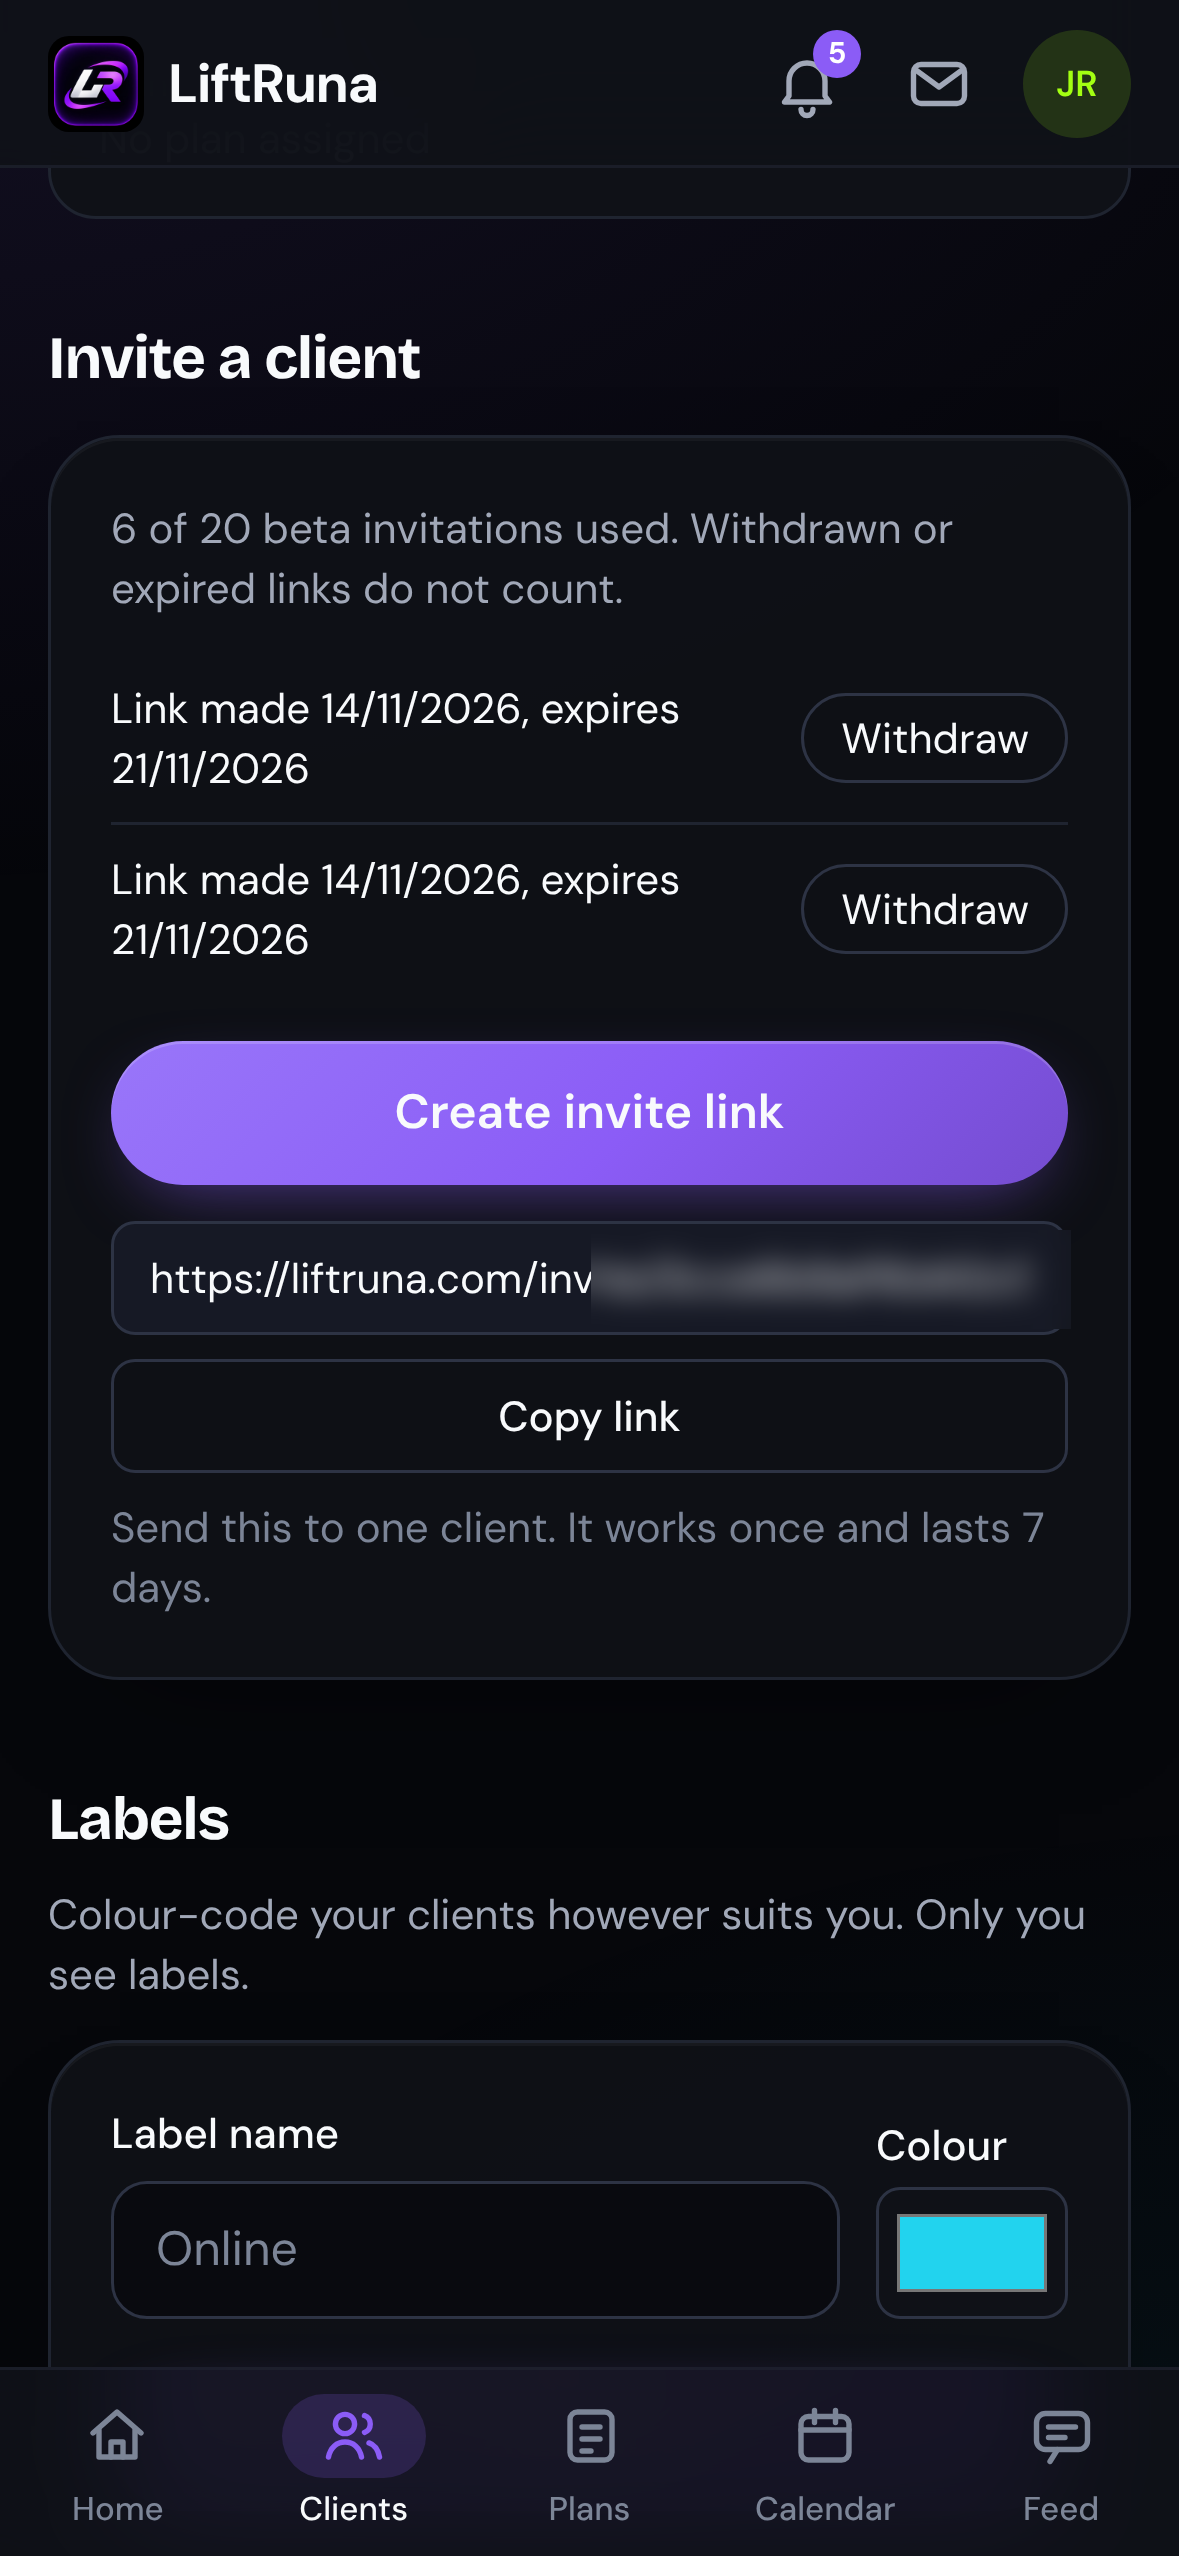 LiftRuna
5
JR
No plan assigned
Invite a client
6 of 20 beta invitations used. Withdrawn or
expired links do not count.
Link made 14/11/2026, expires
21/11/2026
Withdraw
Link made 14/11/2026, expires
21/11/2026
Withdraw
Create invite link
https://liftruna.com/inv
Copy link
Send this to one client. It works once and lasts 7
days.
Labels
Colour-code your clients however suits you. Only you
see labels.
Label name
Colour
Online
Home
Clients
Plans
Calendar
Feed